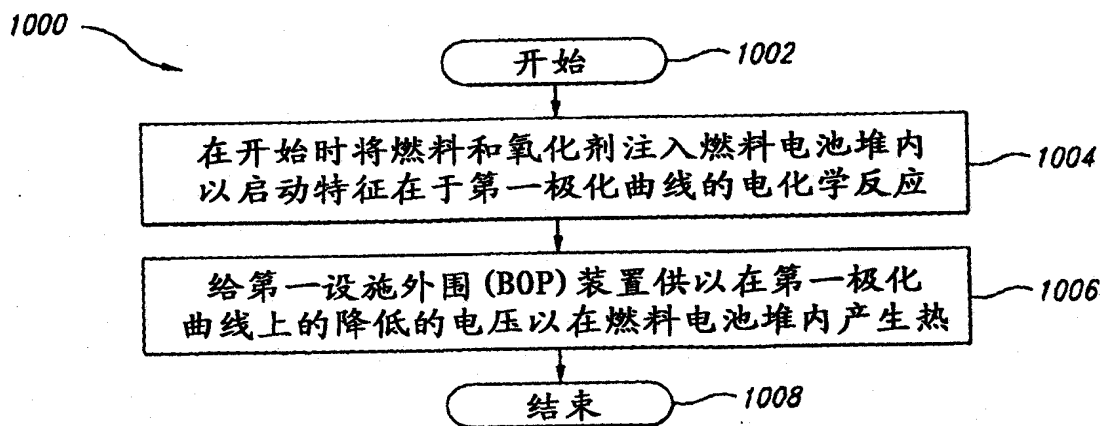 1000
开始
1002
在开始时将燃料和氧化剂注入燃料电池堆内
以启动特征在于第一极化曲线的电化学反应
1004
给第一设施外围(BOP)装置供以在第一极化
曲线上的降低的电压以在燃料电池堆内产生热
1006
结束
1008